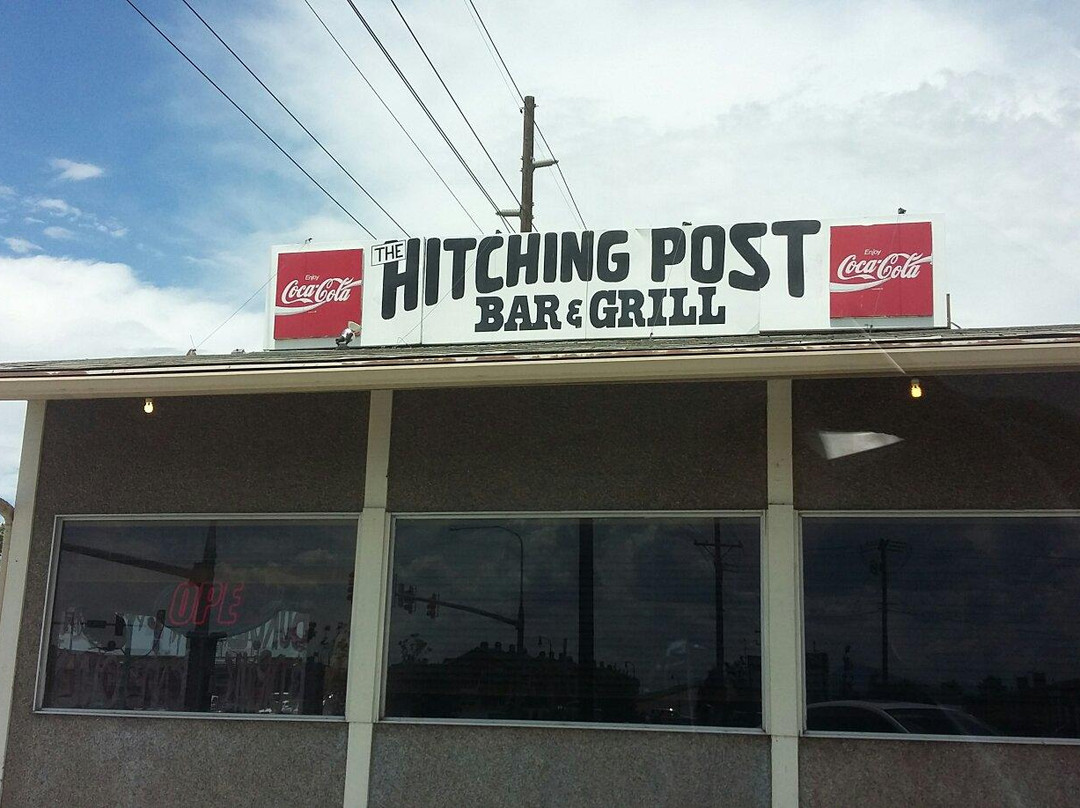 Enjoy
Coca-Cola
THE
HITCHING POST
BAR & GRILL
Enjoy
Coca-Cola
OPE